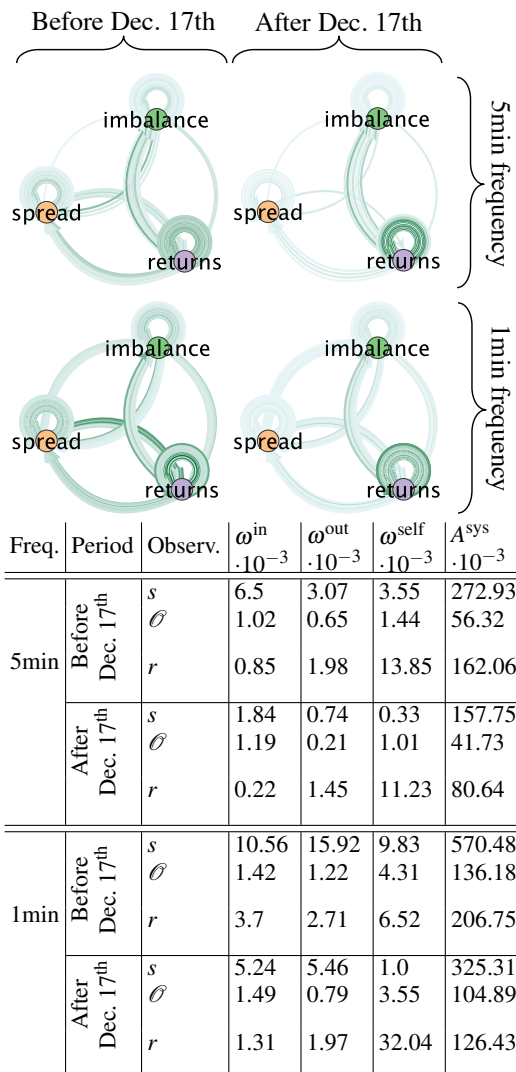 Before Dec. 17th After Dec. 17th
imbalance imbalance
spread spread
returns returns
5min frequency
imbalance imbalance
spread spread
returns returns
1min frequency
Freq. Period Observ. ω^in ·10^−3 ω^out ·10^−3 ω^self ·10^−3 A^sys ·10^−3
5min Before Dec. 17th s 6.5 3.07 3.55 272.93
𝒪 1.02 0.65 1.44 56.32
r 0.85 1.98 13.85 162.06
After Dec. 17th s 1.84 0.74 0.33 157.75
𝒪 1.19 0.21 1.01 41.73
r 0.22 1.45 11.23 80.64
1min Before Dec. 17th s 10.56 15.92 9.83 570.48
𝒪 1.42 1.22 4.31 136.18
r 3.7 2.71 6.52 206.75
After Dec. 17th s 5.24 5.46 1.0 325.31
𝒪 1.49 0.79 3.55 104.89
r 1.31 1.97 32.04 126.43